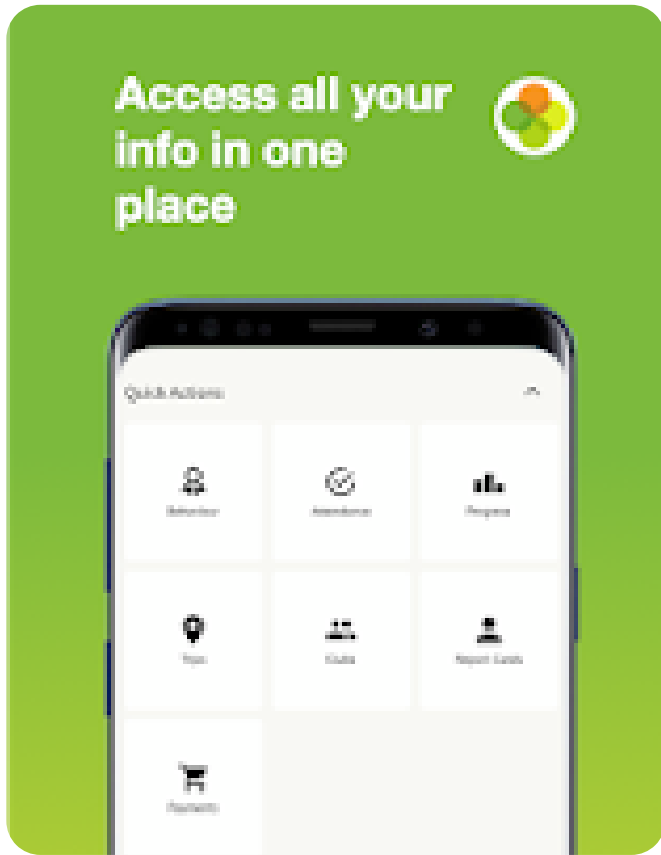 Access all your
info in one
place
Quick Actions
Behaviour
Attendance
Progress
Trips
Clubs
Report Cards
Payments